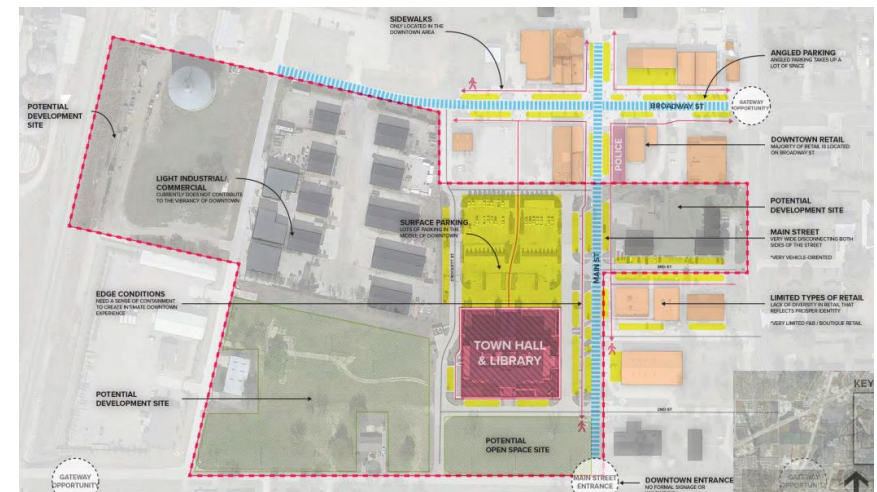 SIDEWALKS
ONLY LOCATED IN THE
DOWNTOWN AREA
ANGLED PARKING
ANGLED PARKING TAKES UP A
LOT OF SPACE
POTENTIAL
DEVELOPMENT
SITE
BROADWAY ST
GATEWAY
OPPORTUNITY
DOWNTOWN RETAIL
MAJORITY OF RETAIL IS LOCATED
ON BROADWAY ST
POLICE
LIGHT INDUSTRIAL/
COMMERCIAL
CURRENTLY DOES NOT CONTRIBUTE
TO THE VIBRANCY OF DOWNTOWN
SURFACE PARKING
LOTS OF PARKING IN THE
MIDDLE OF DOWNTOWN
POTENTIAL
DEVELOPMENT SITE
MAIN STREET
VERY WIDE DISCONNECTING BOTH
SIDES OF THE STREET
*VERY VEHICLE-ORIENTED
CROCKETT ST
MAIN ST
EDGE CONDITIONS
NEED A SENSE OF CONTAINMENT
TO CREATE INTIMATE DOWNTOWN
EXPERIENCE
LIMITED TYPES OF RETAIL
LACK OF DIVERSITY IN RETAIL THAT
REFLECTS PROSPER IDENTITY
*VERY LIMITED F&B / BOUTIQUE RETAIL
TOWN HALL
& LIBRARY
KEY
POTENTIAL
DEVELOPMENT SITE
2ND ST
POTENTIAL
OPEN SPACE SITE
GATEWAY
OPPORTUNITY
MAIN STREET
ENTRANCE
DOWNTOWN ENTRANCE
NO FORMAL SIGNAGE OR
GATEWAY
OPPORTUNITY